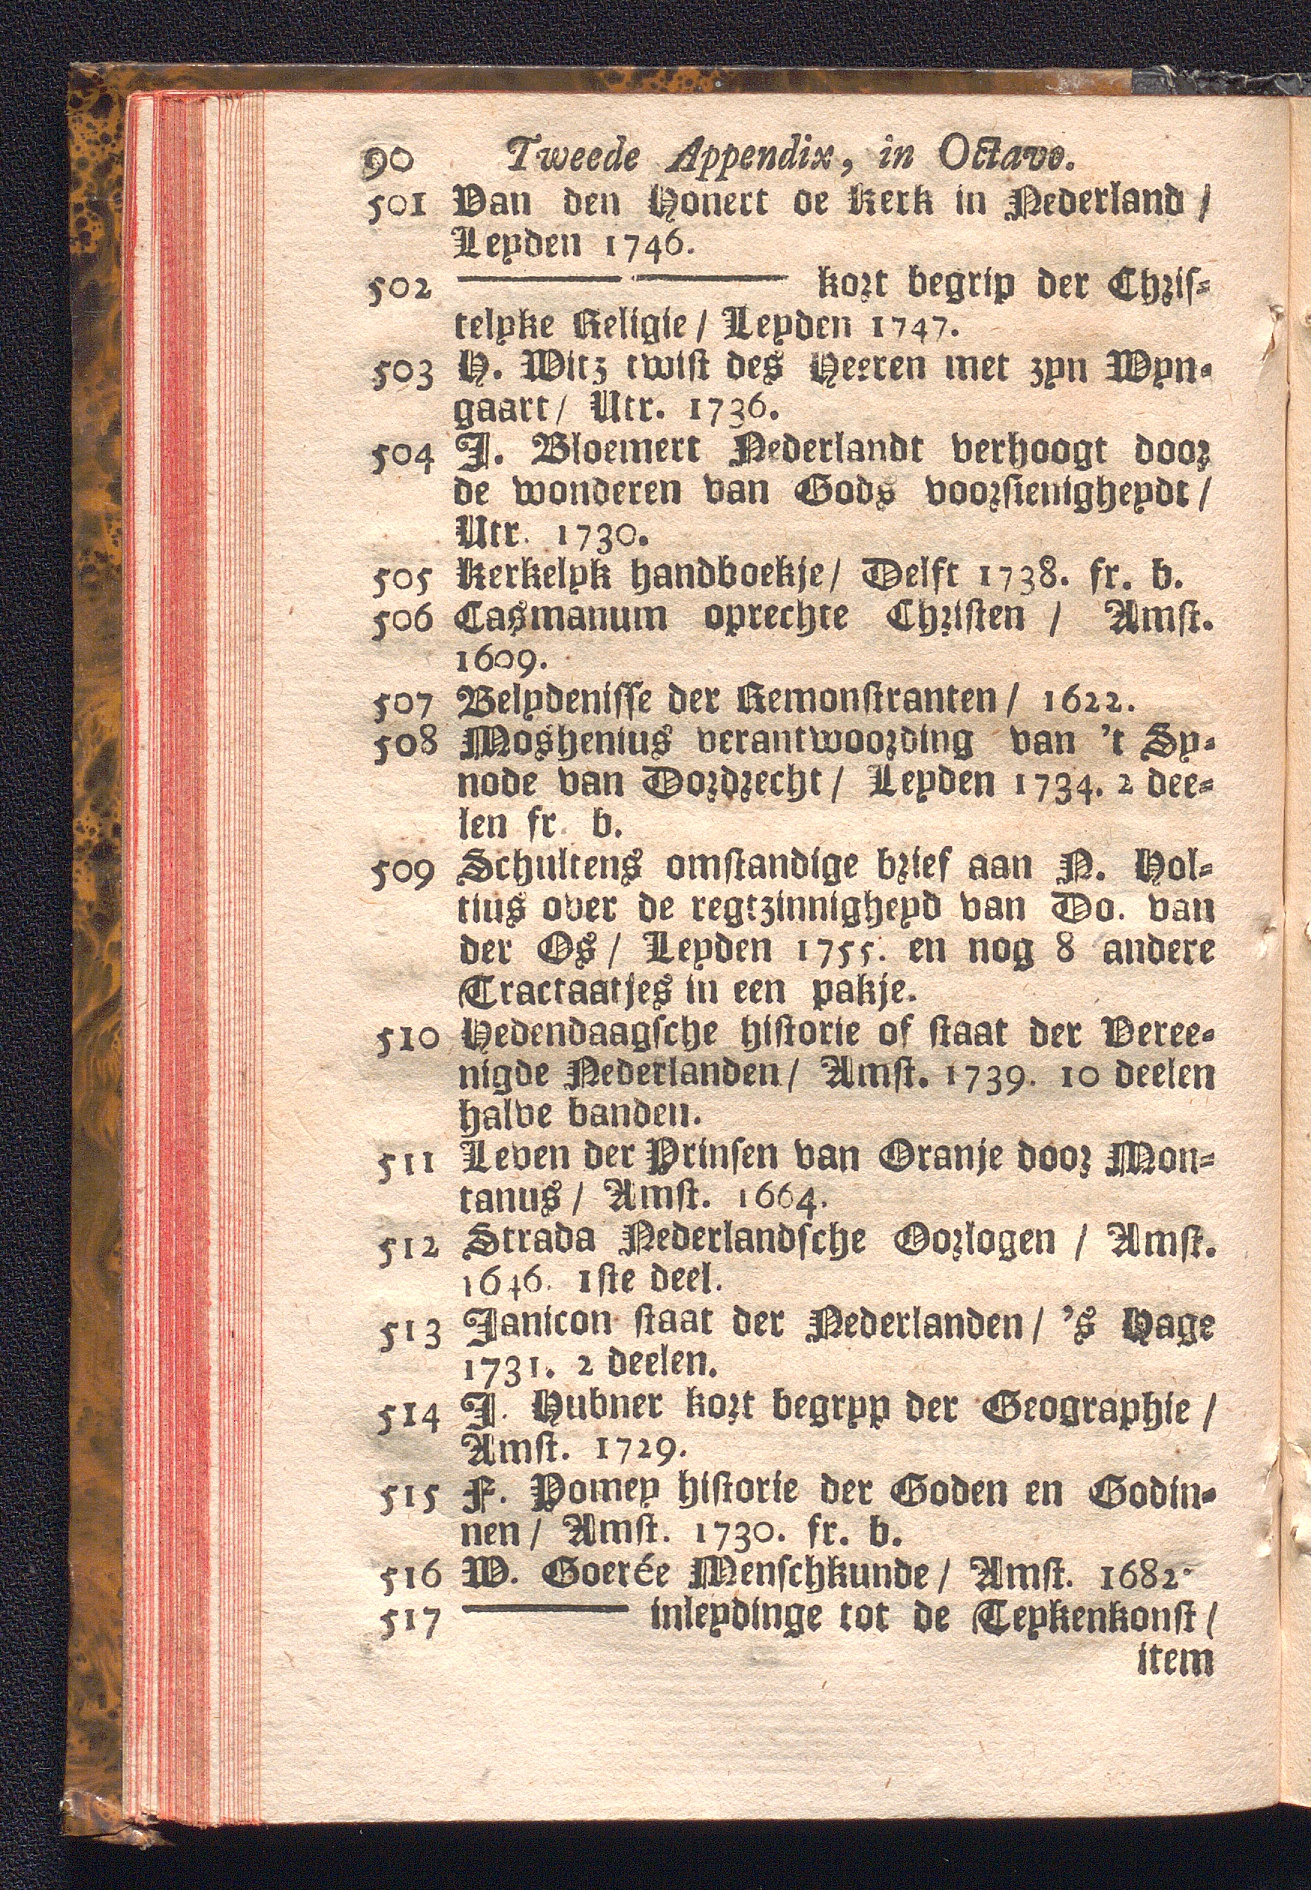 90 Tweede Appendix, in Octavo.
501 Van den Honert de Kerk in Nederland /
Leyden 1746.
502 ——— ——— kort begrip der Chris-
telyke Religie / Leyden 1747.
503 H. Witz twist des Heeren met zyn Wyn-
gaart / Utr. 1736.
504 J. Bloemert Nederlandt verhoogt door
de wonderen van Gods voorsienigheydt /
Utr. 1730.
505 Kerkelyk handboekje / Delft 1738. fr. b.
506 Casmanum oprechte Christen / Amst.
1609.
507 Belydenisse der Remonstranten / 1622.
508 Moshenius verantwoording van 't Sy-
node van Dordrecht / Leyden 1734. 2 dee-
len fr. b.
509 Schultens omstandige brief aan N. Hol-
tius over de regtzinnigheyd van Do. van
der Os / Leyden 1755. en nog 8 andere
Tractaatjes in een pakje.
510 Hedendaagsche historie of staat der Veree-
nigde Nederlanden / Amst. 1739. 10 deelen
halve banden.
511 Leven der Prinsen van Oranje door Mon-
tanus / Amst. 1664.
512 Strada Nederlandsche Oorlogen / Amst.
1646. 1ste deel.
513 Janicon staat der Nederlanden / 's Hage
1731. 2 deelen.
514 J. Hubner kort begryp der Geographie /
Amst. 1729.
515 F. Pomey historie der Goden en Godin-
nen / Amst. 1730. fr. b.
516 W. Goerée Menschkunde / Amst. 1682.
517 ——— inleydinge tot de Teykenkonst /
item